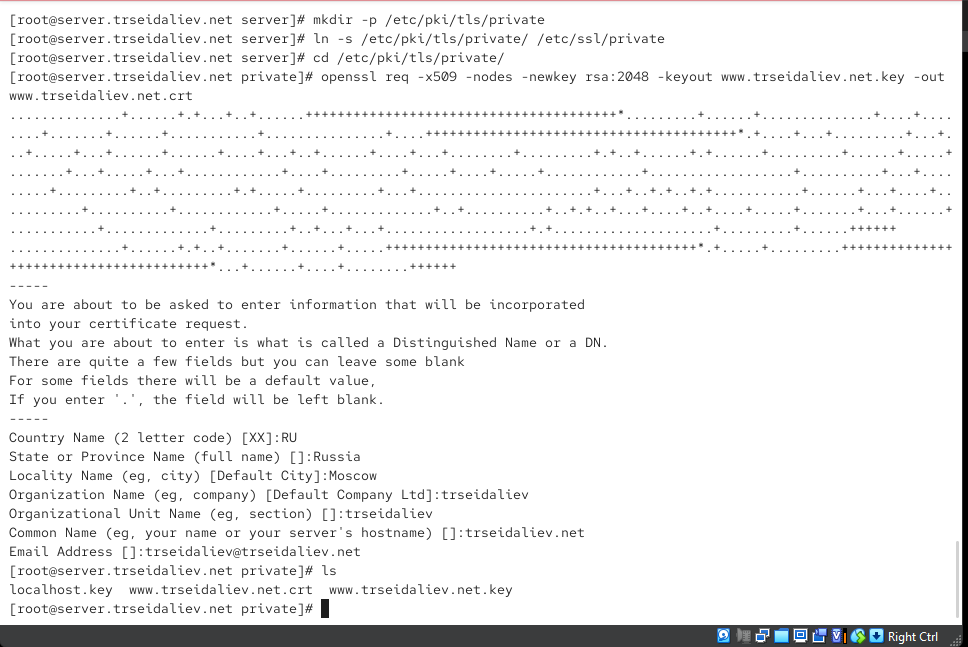 [root@server.trseidaliev.net server]# mkdir -p /etc/pki/tls/private
[root@server.trseidaliev.net server]# ln -s /etc/pki/tls/private/ /etc/ssl/private
[root@server.trseidaliev.net server]# cd /etc/pki/tls/private/
[root@server.trseidaliev.net private]# openssl req -x509 -nodes -newkey rsa:2048 -keyout www.trseidaliev.net.key -out
www.trseidaliev.net.crt
-----
You are about to be asked to enter information that will be incorporated
into your certificate request.
What you are about to enter is what is called a Distinguished Name or a DN.
There are quite a few fields but you can leave some blank
For some fields there will be a default value,
If you enter '.', the field will be left blank.
-----
Country Name (2 letter code) [XX]:RU
State or Province Name (full name) []:Russia
Locality Name (eg, city) [Default City]:Moscow
Organization Name (eg, company) [Default Company Ltd]:trseidaliev
Organizational Unit Name (eg, section) []:trseidaliev
Common Name (eg, your name or your server's hostname) []:trseidaliev.net
Email Address []:trseidaliev@trseidaliev.net
[root@server.trseidaliev.net private]# ls
localhost.key  www.trseidaliev.net.crt  www.trseidaliev.net.key
[root@server.trseidaliev.net private]#
Right Ctrl